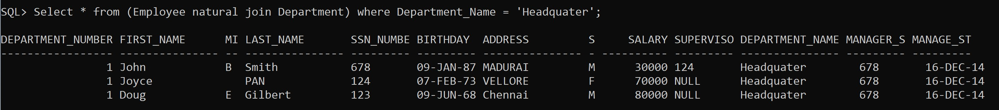 SQL> Select * from (Employee natural join Department) where Department_Name = 'Headquater';
DEPARTMENT_NUMBER FIRST_NAME      MI LAST_NAME       SSN_NUMBE BIRTHDAY  ADDRESS         S     SALARY SUPERVISO DEPARTMENT_NAME MANAGER_S MANAGE_ST
----------------- --------------- -- --------------- --------- --------- --------------- - ---------- --------- --------------- --------- ---------
                1 John            B  Smith           678       09-JAN-87 MADURAI         M      30000 124       Headquater        678       16-DEC-14
                1 Joyce              PAN             124       07-FEB-73 VELLORE         F      70000 NULL      Headquater        678       16-DEC-14
                1 Doug            E  Gilbert         123       09-JUN-68 Chennai         M      80000 NULL      Headquater        678       16-DEC-14